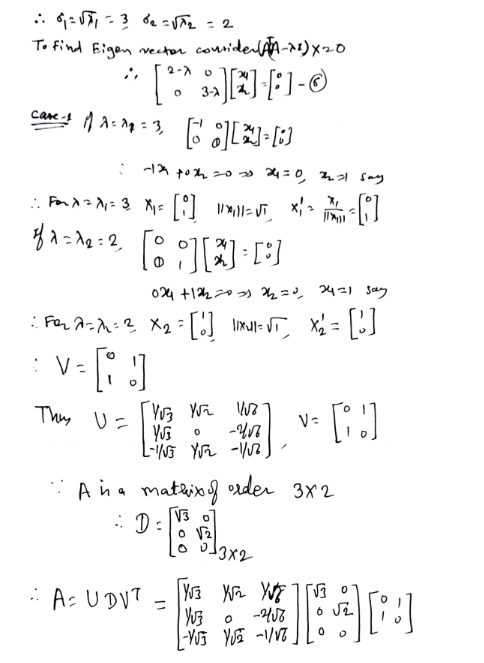 ∴ σ1=√λ1 = 3 σ2=√λ2 = 2
To find Eigen vector consider (AᵀA-λI)X=0
∴ [2-λ 0; 0 3-λ] [x1; x2] = [0; 0] - ⑥
Case-1 If λ=λ1=3, [-1 0; 0 0] [x1; x2] = [0; 0]
∴ -1x1 + 0x2 = 0 ⇒ x1=0, x2=1 say
∴ For λ=λ1=3 X1= [0; 1] ||X1||=√1, X1' = X1/||X1|| = [0; 1]
If λ=λ2=2, [0 0; 0 1] [x1; x2] = [0; 0]
0x1 + 1x2 = 0 ⇒ x2=0, x1=1 say
∴ For λ=λ2=2 X2 = [1; 0] ||X2||=√1, X2' = [1; 0]
∴ V = [0 1; 1 0]
Thus U = [1/√3 1/√2 1/√6; 1/√3 0 -2/√6; -1/√3 1/√2 -1/√6], V= [0 1; 1 0]
∵ A is a matrix of order 3×2
∴ D = [√3 0; 0 √2; 0 0]3×2
∴ A = UDVᵀ = [1/√3 1/√2 1/√6; 1/√3 0 -2/√6; -1/√3 1/√2 -1/√6] [√3 0; 0 √2; 0 0] [0 1; 1 0]